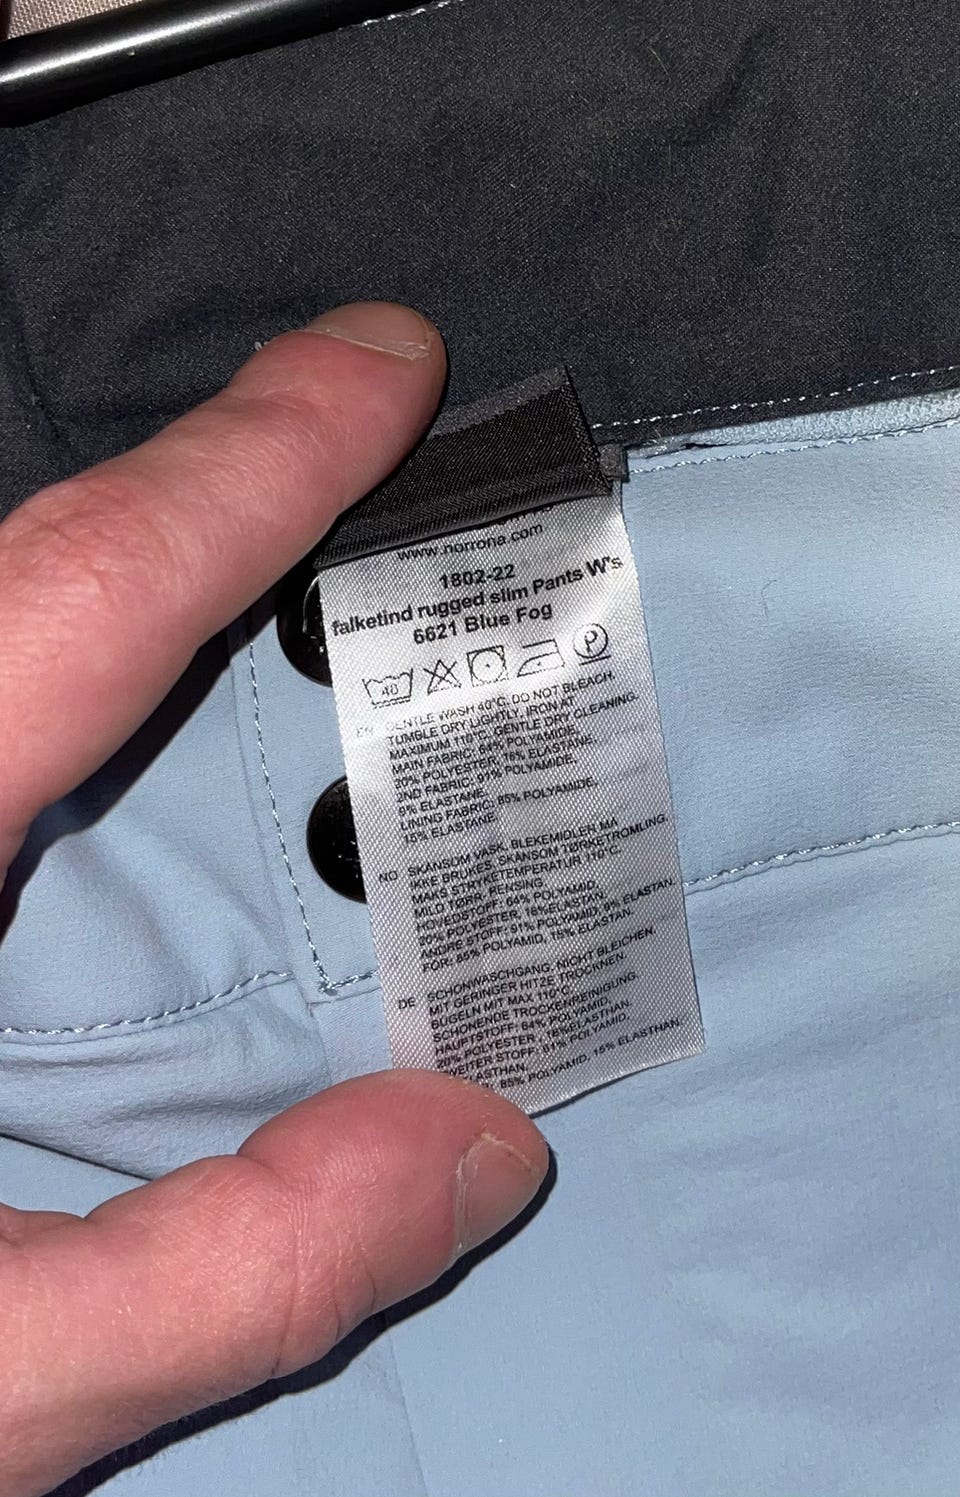 www.norrona.com
1802-22
falketind rugged slim Pants W's
6621 Blue Fog
40
P
EN GENTLE WASH 40°C, DO NOT BLEACH,
TUMBLE DRY LIGHTLY, IRON AT
MAXIMUM 110°C, GENTLE DRY CLEANING.
MAIN FABRIC: 64% POLYAMIDE,
20% POLYESTER, 16% ELASTANE.
2ND FABRIC: 91% POLYAMIDE,
9% ELASTANE.
LINING FABRIC: 85% POLYAMIDE,
15% ELASTANE.
NO SKÅNSOM VASK, BLEKEMIDLER MÅ
IKKE BRUKES, SKÅNSOM TØRKETROMLING.
MAKS STRYKETEMPERATUR 110°C.
MILD TØRR. RENSING.
HOVEDSTOFF: 64% POLYAMID,
20% POLYESTER, 16%ELASTAN.
ANDRE STOFF: 91% POLYAMID, 9% ELASTAN.
FÔR: 85% POLYAMID, 15% ELASTAN.
DE SCHONWASCHGANG, NICHT BLEICHEN.
MIT GERINGER HITZE TROCKNEN.
BÜGELN MIT MAX 110°C.
SCHONENDE TROCKENREINIGUNG.
HAUPTSTOFF: 64% POLYAMID,
20% POLYESTER, 16%ELASTHAN.
ZWEITER STOFF: 91% POLYAMID,
ELASTHAN.
85% POLYAMID, 15% ELASTHAN.